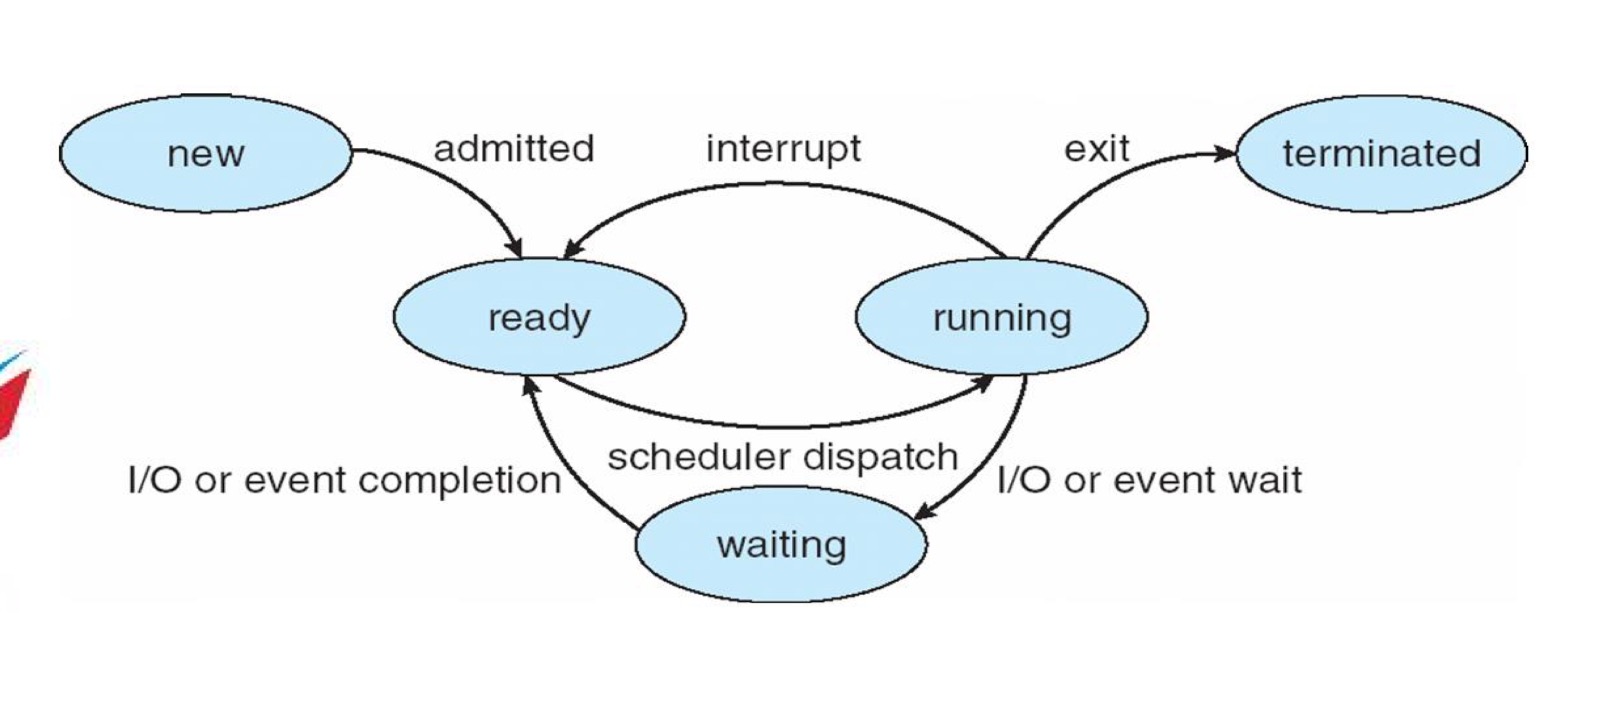 new
admitted
interrupt
exit
terminated
ready
running
scheduler dispatch
I/O or event completion
I/O or event wait
waiting